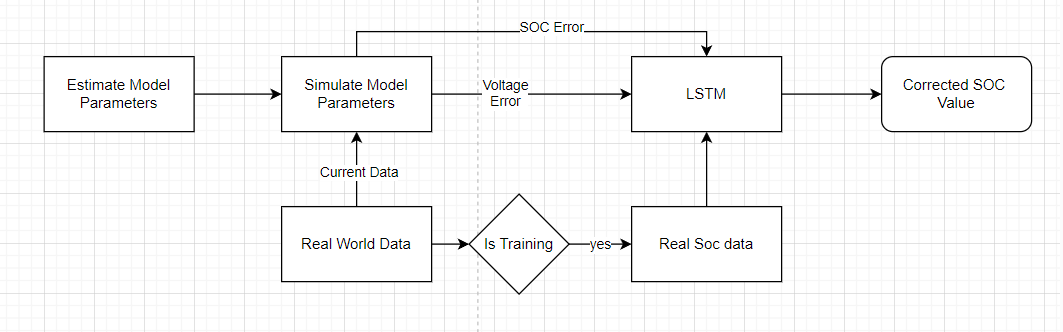 SOC Error
Estimate Model
Parameters
Simulate Model
Parameters
Voltage
Error
LSTM
Corrected SOC
Value
Current Data
Real World Data
Is Training
yes
Real Soc data